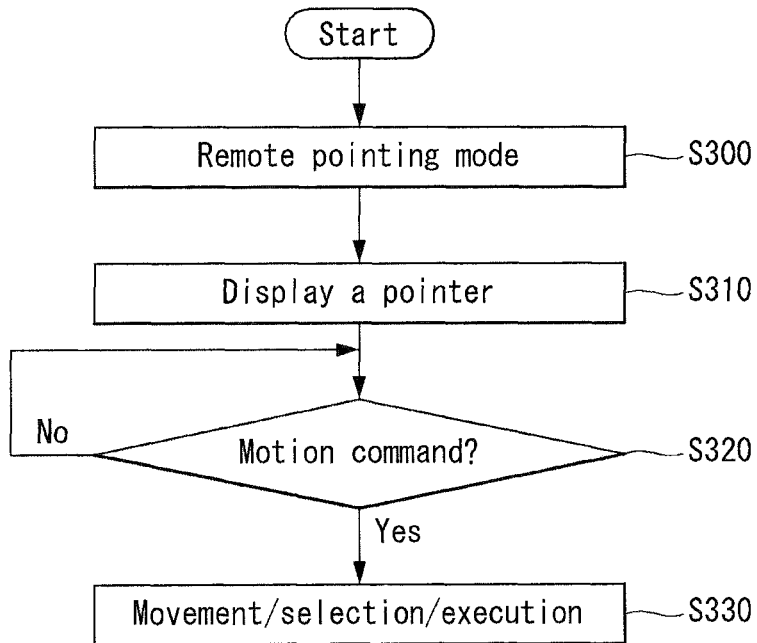 Start
Remote pointing mode
S300
Display a pointer
S310
No
Motion command?
S320
Yes
Movement/selection/execution
S330